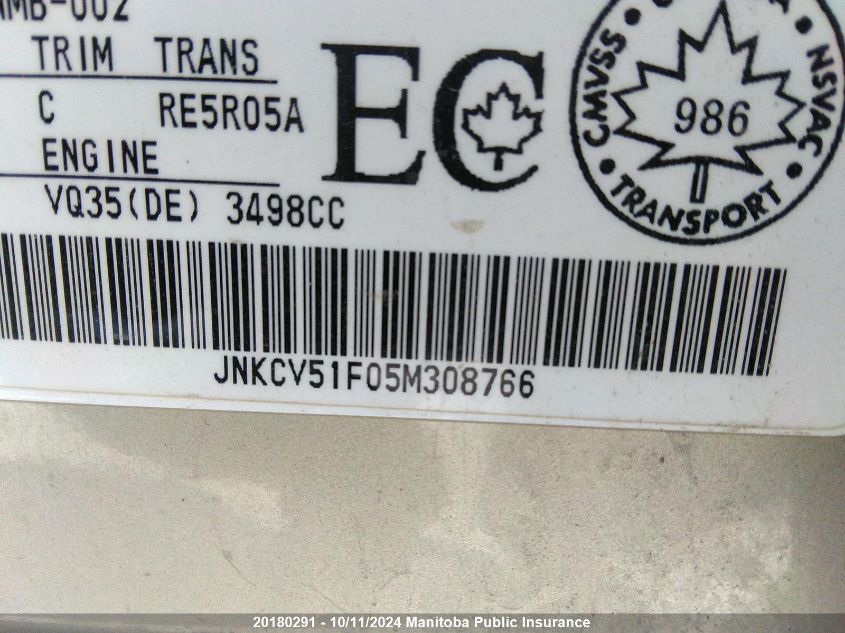 TRIM TRANS
C RE5R05A
ENGINE
VQ35(DE) 3498CC
EC
CMVSS NSVAC
986
TRANSPORT
JNKCV51F05M308766
20180291 - 10/11/2024 Manitoba Public Insurance